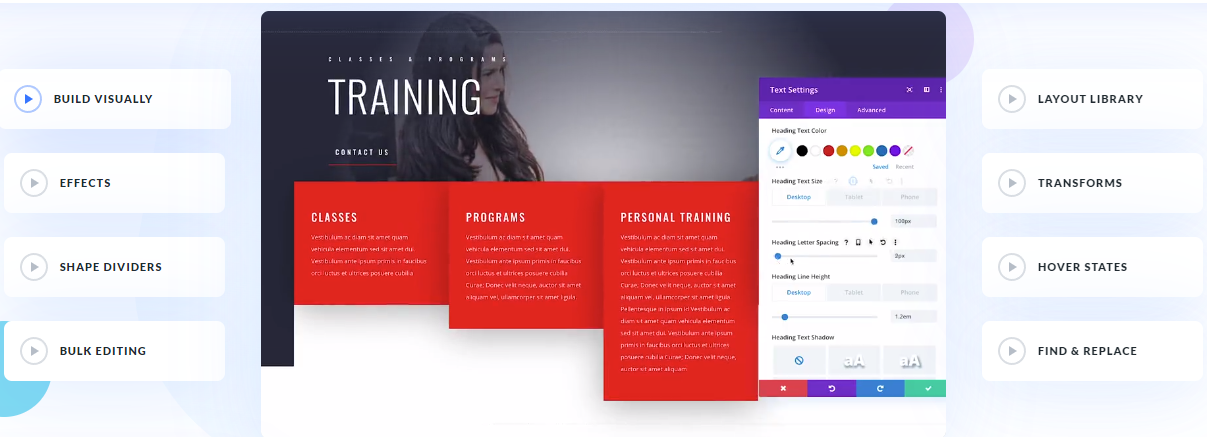 BUILD VISUALLY
EFFECTS
SHAPE DIVIDERS
BULK EDITING
CLASSES & PROGRAMS
TRAINING
CONTACT US
CLASSES
Vestibulum ac diam sit amet quam
vehicula elementum sed sit amet dui.
Vestibulum ante ipsum primis in faucibus
orci luctus et ultrices posuere cubilia
PROGRAMS
Vestibulum ac diam sit amet quam
vehicula elementum sed sit amet dui.
Vestibulum ante ipsum primis in faucibus
orci luctus et ultrices posuere cubilia
Curae; Donec velit neque, auctor sit amet
aliquam vel, ullamcorper sit amet ligula.
PERSONAL TRAINING
Vestibulum ac diam sit amet quam
vehicula elementum sed sit amet dui.
Vestibulum ante ipsum primis in faucibus
orci luctus et ultrices posuere cubilia
Curae; Donec velit neque, auctor sit amet
aliquam vel, ullamcorper sit amet ligula.
Pellentesque in ipsum id Vestibulum ac
diam sit amet quam vehicula elementum
sed sit amet dui. Vestibulum ante ipsum
primis in faucibus orci luctus et ultrices
posuere cubilia Curae; Donec velit neque,
auctor sit amet aliquam
Text Settings
Content Design Advanced
Heading Text Color
Saved Recent
Heading Text Size
Desktop Tablet Phone
100px
Heading Letter Spacing
0px
Heading Line Height
Desktop Tablet Phone
1.2em
Heading Text Shadow
aA aA
LAYOUT LIBRARY
TRANSFORMS
HOVER STATES
FIND & REPLACE